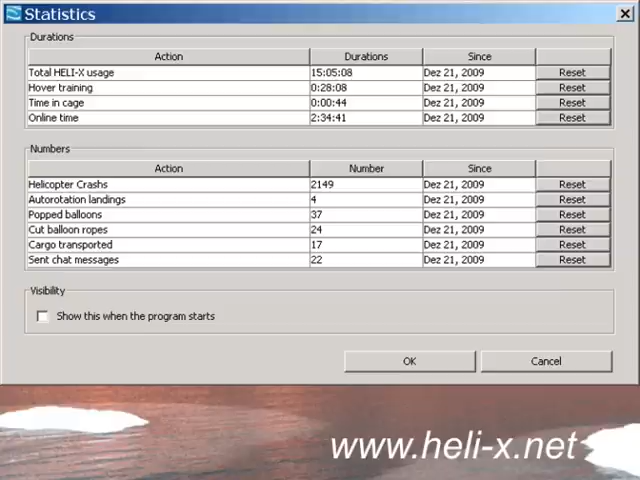 Statistics
Durations
Action Durations Since
Total HELI-X usage 15:05:08 Dez 21, 2009 Reset
Hover training 0:28:08 Dez 21, 2009 Reset
Time in cage 0:00:44 Dez 21, 2009 Reset
Online time 2:34:41 Dez 21, 2009 Reset
Numbers
Action Number Since
Helicopter Crashs 2149 Dez 21, 2009 Reset
Autorotation landings 4 Dez 21, 2009 Reset
Popped balloons 37 Dez 21, 2009 Reset
Cut balloon ropes 24 Dez 21, 2009 Reset
Cargo transported 17 Dez 21, 2009 Reset
Sent chat messages 22 Dez 21, 2009 Reset
Visibility
Show this when the program starts
OK Cancel
www.heli-x.net